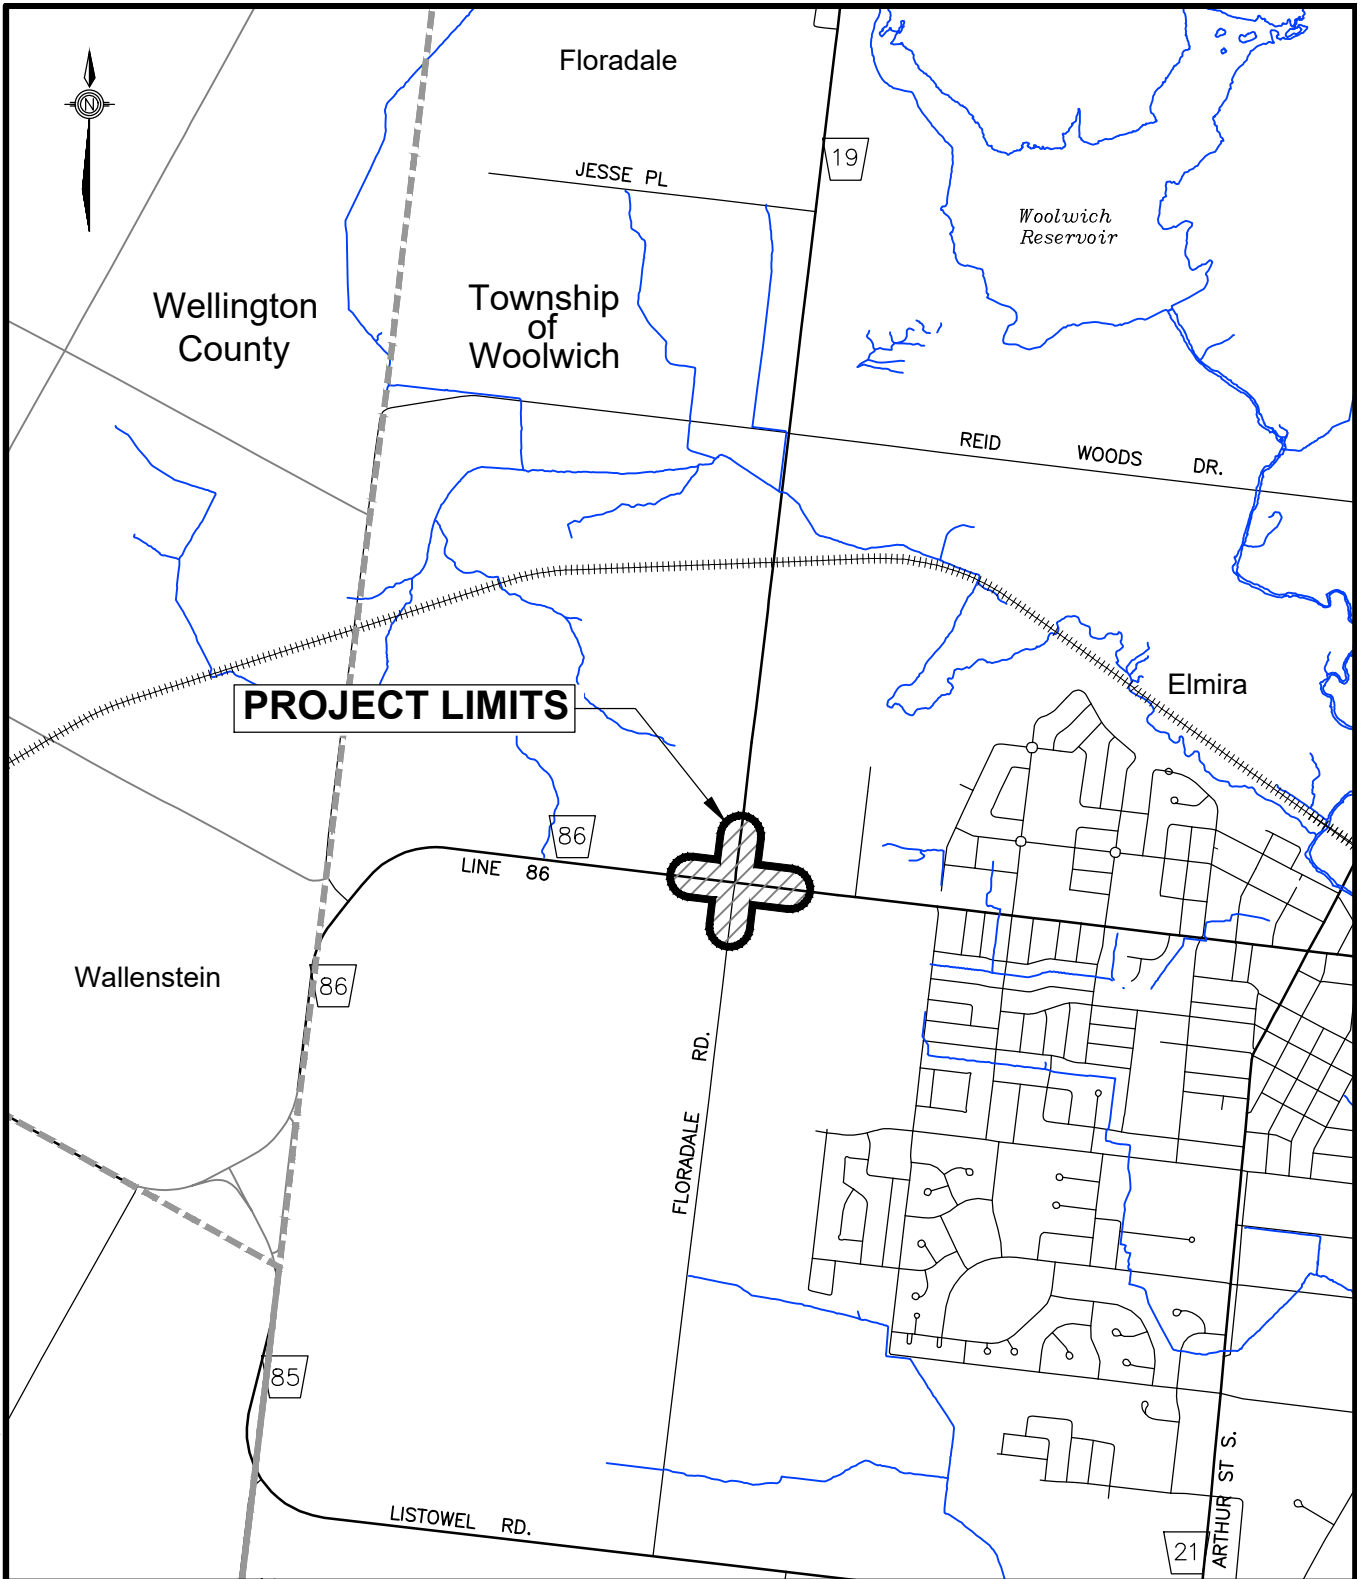 Floradale
N
19
JESSE PL
Woolwich
Reservoir
Wellington
County
Township
of
Woolwich
REID WOODS DR.
Elmira
PROJECT LIMITS
86
LINE 86
Wallenstein
86
FLORADALE RD.
85
LISTOWEL RD.
ARTHUR ST S.
21